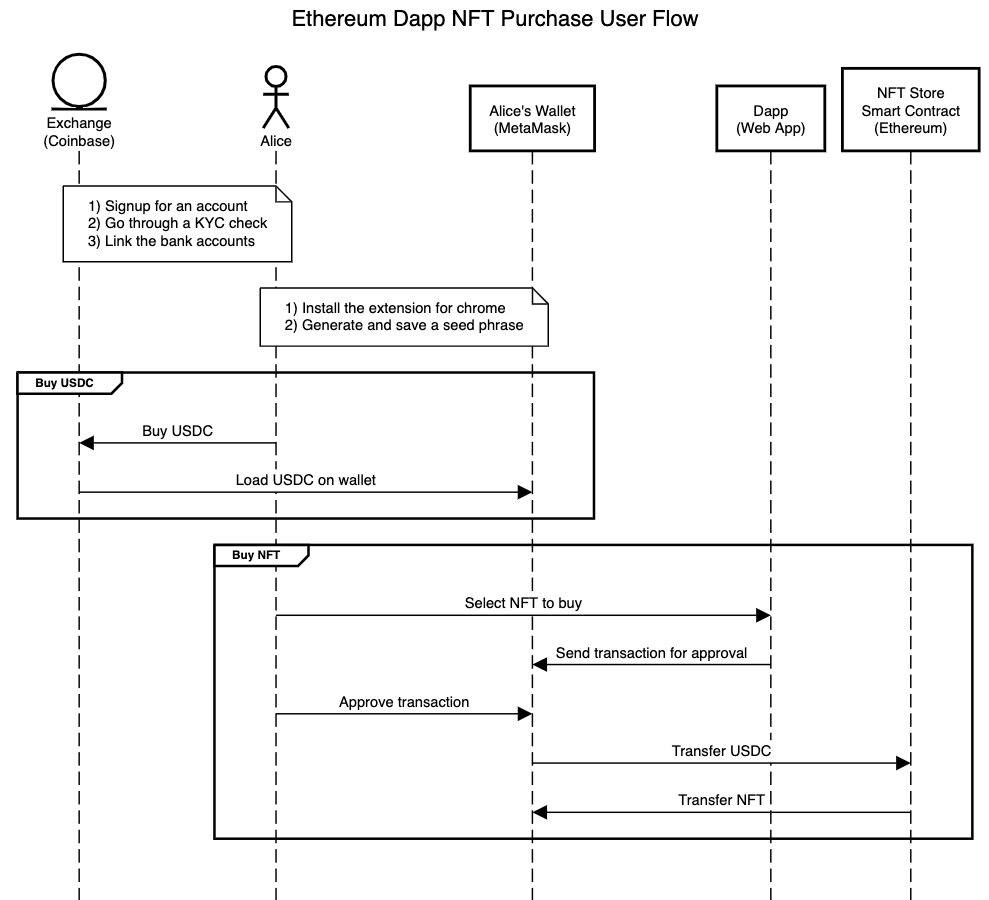 Ethereum Dapp NFT Purchase User Flow
Exchange
(Coinbase)
Alice
Alice's Wallet
(MetaMask)
Dapp
(Web App)
NFT Store
Smart Contract
(Ethereum)
1) Signup for an account
2) Go through a KYC check
3) Link the bank accounts
1) Install the extension for chrome
2) Generate and save a seed phrase
Buy USDC
Buy USDC
Load USDC on wallet
Buy NFT
Select NFT to buy
Send transaction for approval
Approve transaction
Transfer USDC
Transfer NFT